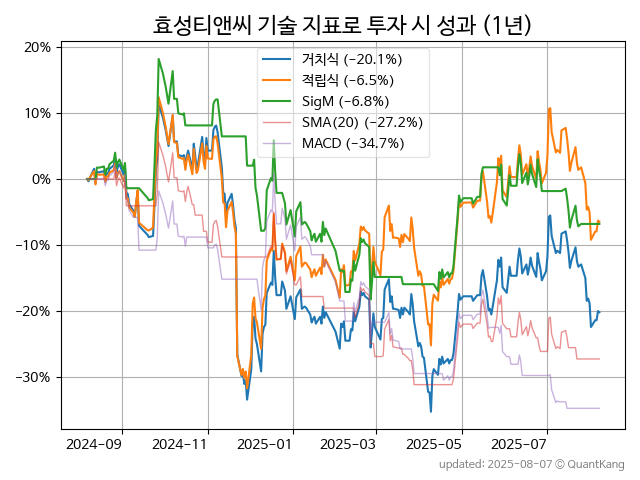 효성티앤씨 기술 지표로 투자 시 성과 (1년)
20%
10%
0%
−10%
−20%
−30%
거치식 (−20.1%)
적립식 (−6.5%)
SigM (−6.8%)
SMA(20) (−27.2%)
MACD (−34.7%)
2024-09
2024-11
2025-01
2025-03
2025-05
2025-07
updated: 2025-08-07 © QuantKang